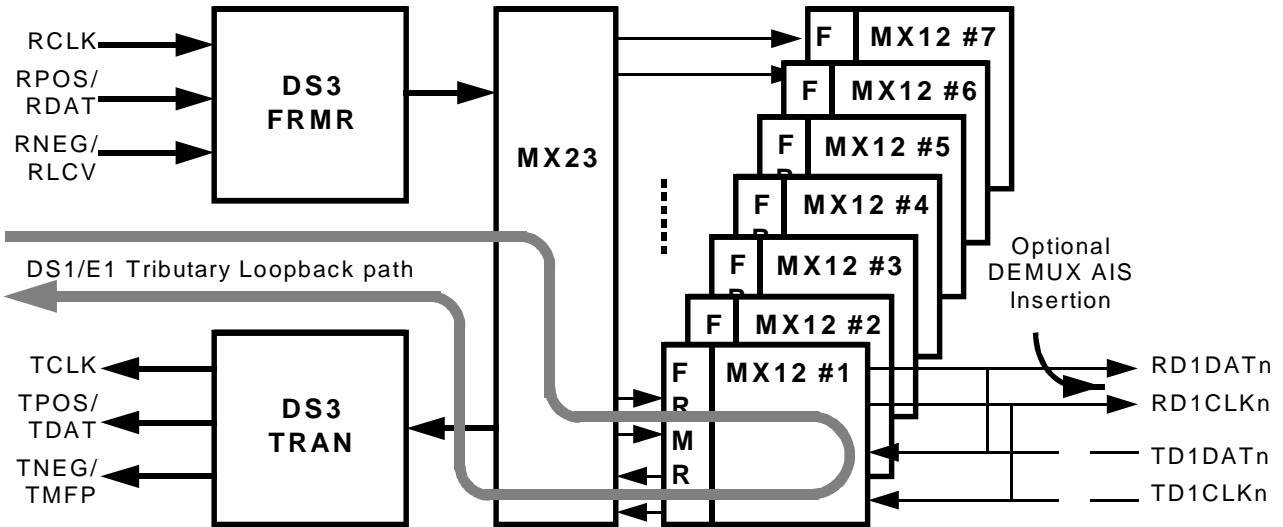 RCLK
RPOS/
RDAT
RNEG/
RLCV
DS3
FRMR
MX23
F
MX12 #7
F
MX12 #6
F
MX12 #5
F
MX12 #4
F
MX12 #3
F
MX12 #2
F
R
M
R
MX12 #1
Optional
DEMUX AIS
Insertion
DS1/E1 Tributary Loopback path
TCLK
TPOS/
TDAT
TNEG/
TMFP
DS3
TRAN
RD1DATn
RD1CLKn
TD1DATn
TD1CLKn